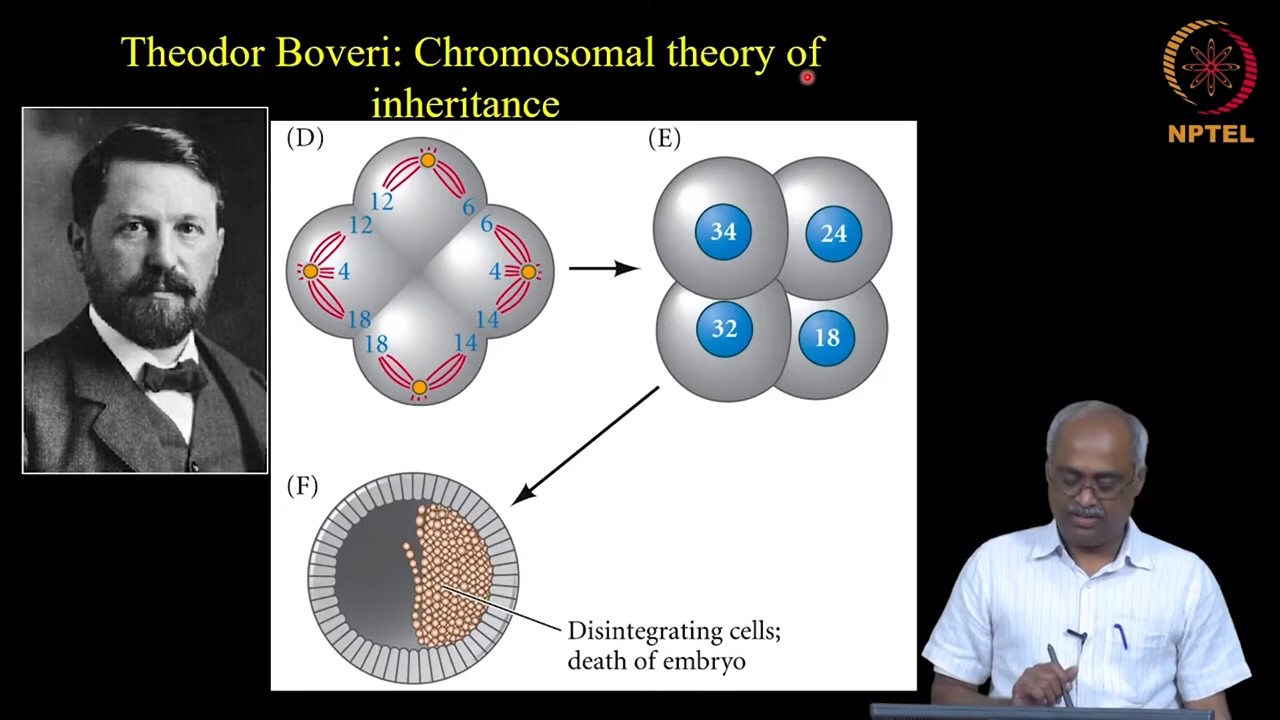 Theodor Boveri: Chromosomal theory of
inheritance
NPTEL
(D)
12
6
12
6
4
4
18
14
18
14
(E)
34
24
32
18
(F)
Disintegrating cells;
death of embryo